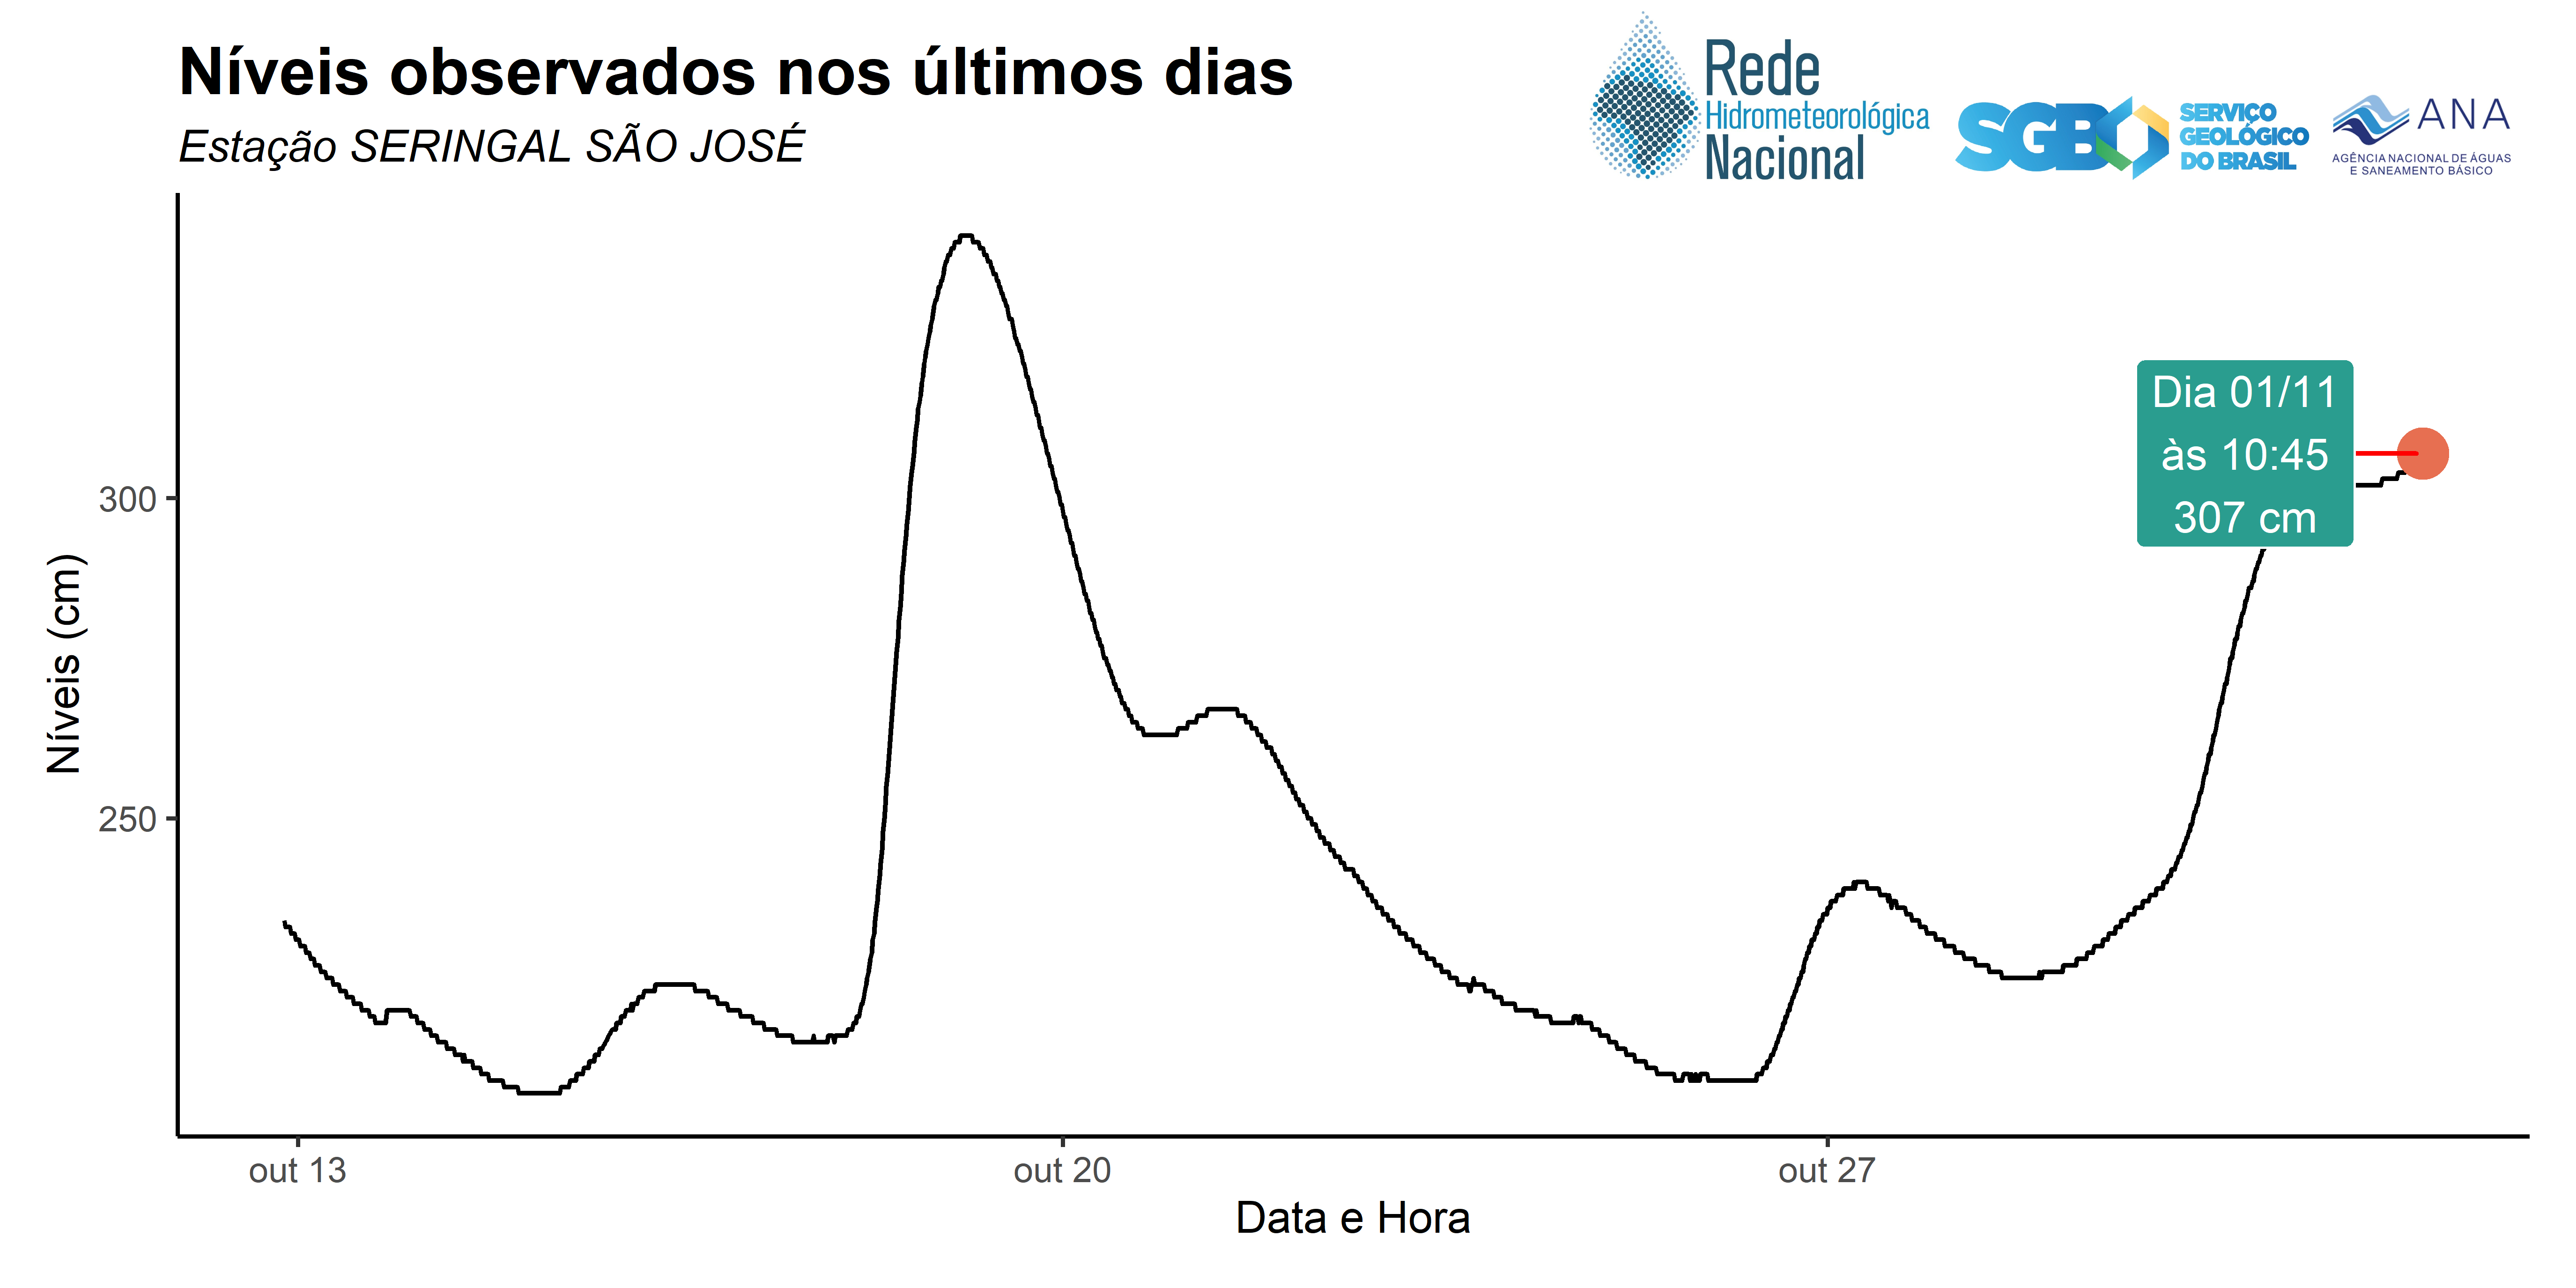 Níveis observados nos últimos dias
Estação SERINGAL SÃO JOSÉ
Rede
Hidrometeorológica
Nacional
SGB
SERVIÇO
GEOLÓGICO
DO BRASIL
ANA
AGÊNCIA NACIONAL DE ÁGUAS
E SANEAMENTO BÁSICO
Dia 01/11
às 10:45
307 cm
300
250
Níveis (cm)
out 13
out 20
out 27
Data e Hora